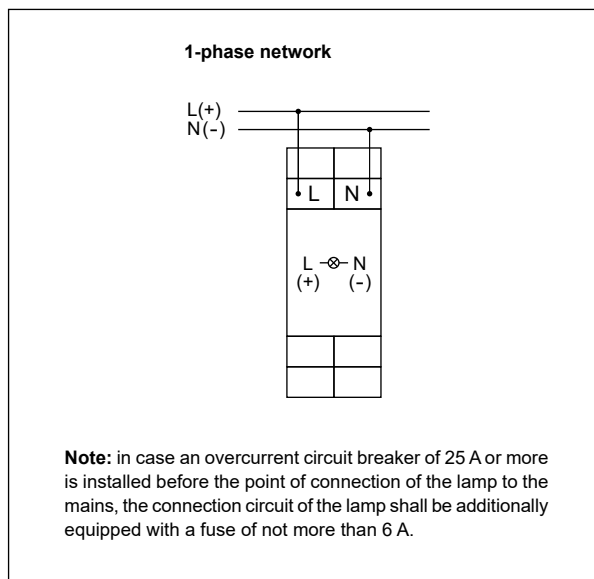 1-phase network
L(+)
N(-)
L N
L N
(+) (-)
Note: in case an overcurrent circuit breaker of 25 A or more
is installed before the point of connection of the lamp to the
mains, the connection circuit of the lamp shall be additionally
equipped with a fuse of not more than 6 A.